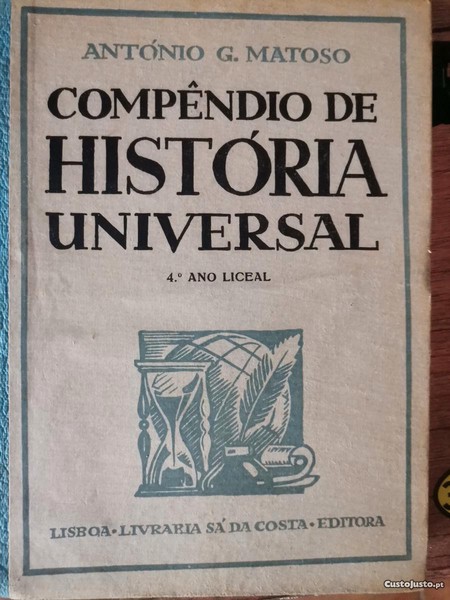 ANTÓNIO G. MATOSO
COMPÊNDIO DE
HISTÓRIA
UNIVERSAL
4.º ANO LICEAL
LISBOA • LIVRARIA SÁ DA COSTA • EDITORA
CustoJusto.pt